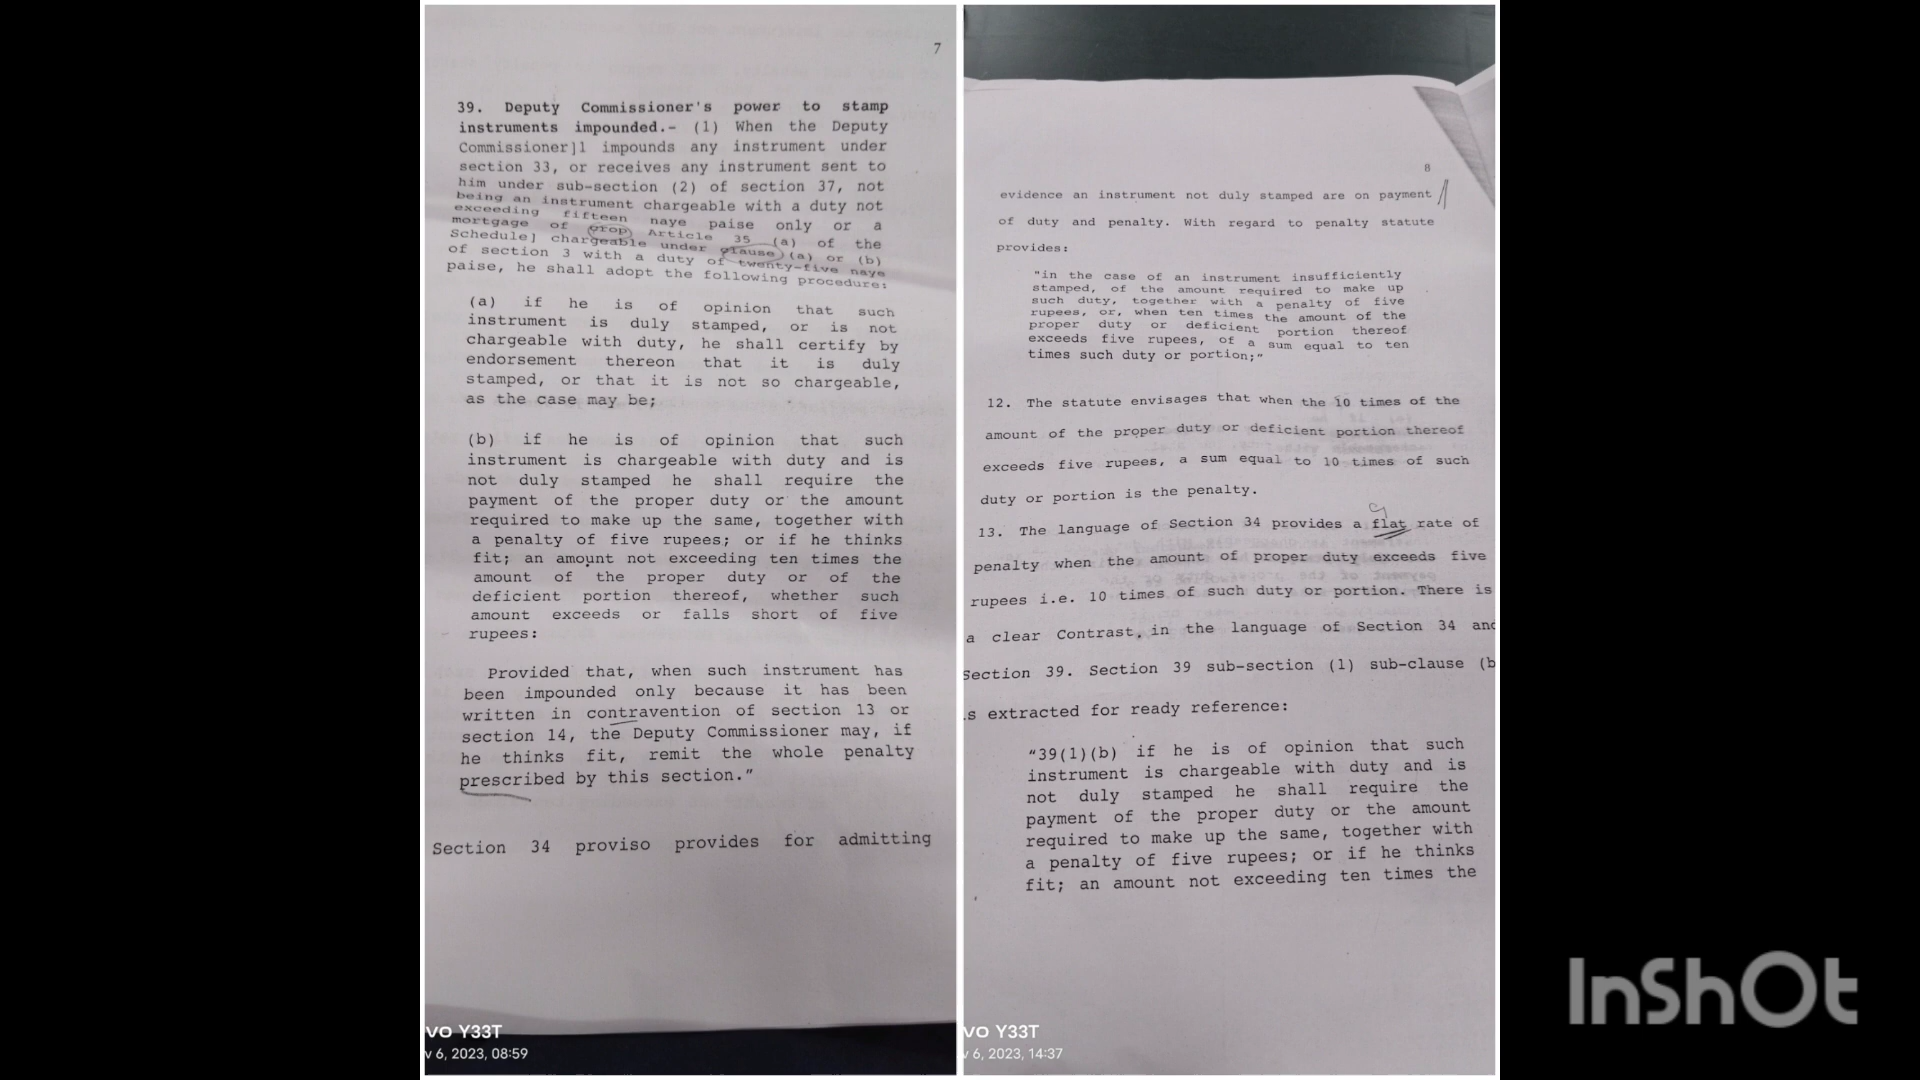 7
39. Deputy Commissioner's power to stamp
instruments impounded.- (1) When the Deputy
Commissioner]1 impounds any instrument under
section 33, or receives any instrument sent to
him under sub-section (2) of section 37, not
being an instrument chargeable with a duty not
exceeding fifteen naye paise only or a
mortgage of crop Article 35 (a) of the
Schedule] chargeable under clause (a) or (b)
of section 3 with a duty of twenty-five naye
paise, he shall adopt the following procedure:
(a) if he is of opinion that such
instrument is duly stamped, or is not
chargeable with duty, he shall certify by
endorsement thereon that it is duly
stamped, or that it is not so chargeable,
as the case may be;
(b) if he is of opinion that such
instrument is chargeable with duty and is
not duly stamped he shall require the
payment of the proper duty or the amount
required to make up the same, together with
a penalty of five rupees; or if he thinks
fit; an amount not exceeding ten times the
amount of the proper duty or of the
deficient portion thereof, whether such
amount exceeds or falls short of five
rupees:
Provided that, when such instrument has
been impounded only because it has been
written in contravention of section 13 or
section 14, the Deputy Commissioner may, if
he thinks fit, remit the whole penalty
prescribed by this section."
Section 34 proviso provides for admitting
vo Y33T
v 6, 2023, 08:59
8
evidence an instrument not duly stamped are on payment
of duty and penalty. With regard to penalty statute
provides:
"in the case of an instrument insufficiently
stamped, of the amount required to make up
such duty, together with a penalty of five
rupees, or, when ten times the amount of the
proper duty or deficient portion thereof
exceeds five rupees, of a sum equal to ten
times such duty or portion;"
12. The statute envisages that when the 10 times of the
amount of the proper duty or deficient portion thereof
exceeds five rupees, a sum equal to 10 times of such
duty or portion is the penalty.
13. The language of Section 34 provides a flat rate of
penalty when the amount of proper duty exceeds five
rupees i.e. 10 times of such duty or portion. There is
a clear Contrast in the language of Section 34 and
Section 39. Section 39 sub-section (1) sub-clause (b
s extracted for ready reference:
"39(1)(b) if he is of opinion that such
instrument is chargeable with duty and is
not duly stamped he shall require the
payment of the proper duty or the amount
required to make up the same, together with
a penalty of five rupees; or if he thinks
fit; an amount not exceeding ten times the
vo Y33T
v 6, 2023, 14:37
InShOt